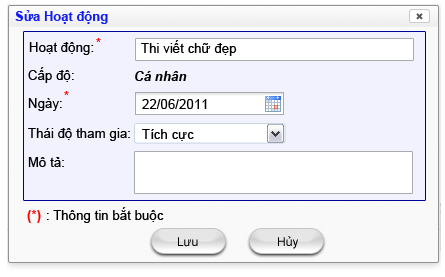 Sửa Hoạt động
Hoạt động:* Thi viết chữ đẹp
Cấp độ: Cá nhân
Ngày:* 22/06/2011
Thái độ tham gia: Tích cực
Mô tả:
(*) : Thông tin bắt buộc
Lưu Hủy